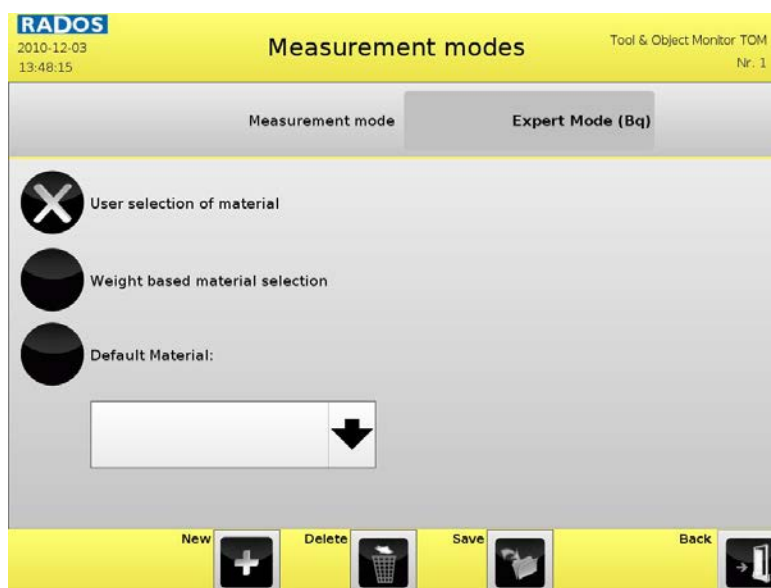 RADOS
2010-12-03
13:48:15
Measurement modes
Tool & Object Monitor TOM
Nr. 1
Measurement mode
Expert Mode (Bq)
User selection of material
Weight based material selection
Default Material:
New
Delete
Save
Back